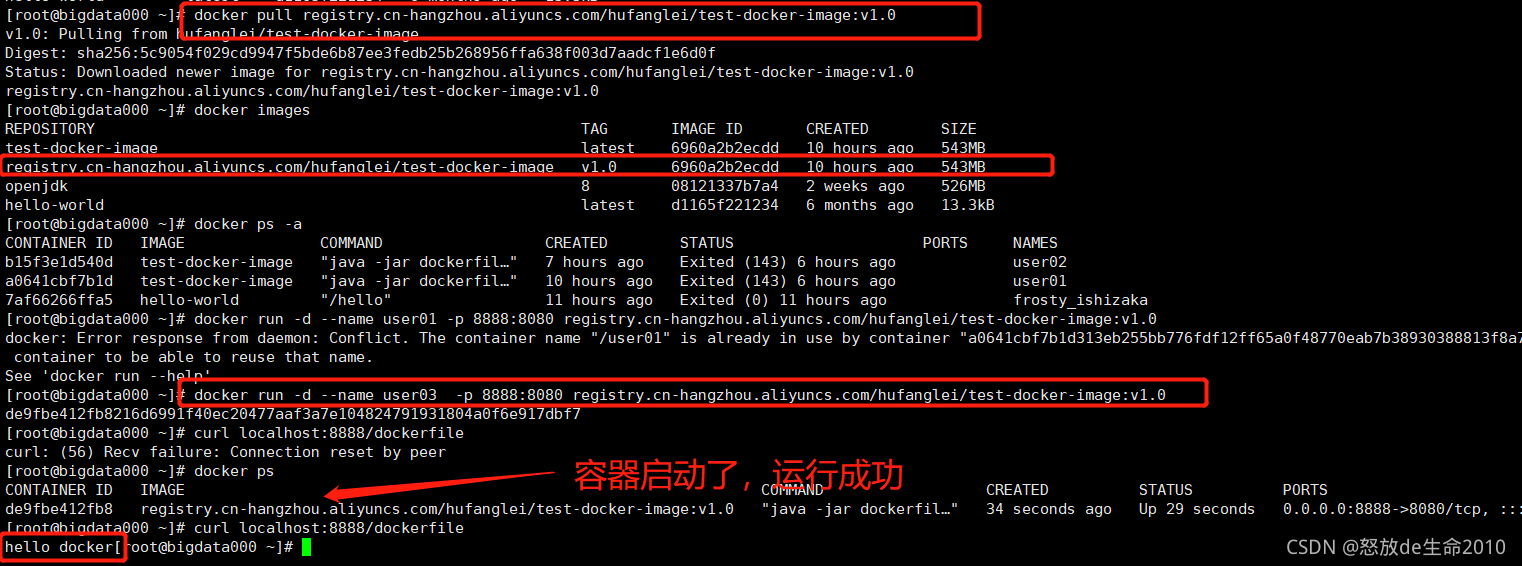 [root@bigdata000 ~]# docker pull registry.cn-hangzhou.aliyuncs.com/hufanglei/test-docker-image:v1.0
v1.0: Pulling from hufanglei/test-docker-image
Digest: sha256:5c9054f029cd9947f5bde6b87ee3fedb25b268956ffa638f003d7aadcf1e6d0f
Status: Downloaded newer image for registry.cn-hangzhou.aliyuncs.com/hufanglei/test-docker-image:v1.0
registry.cn-hangzhou.aliyuncs.com/hufanglei/test-docker-image:v1.0
[root@bigdata000 ~]# docker images
REPOSITORY TAG IMAGE ID CREATED SIZE
test-docker-image latest 6960a2b2ecdd 10 hours ago 543MB
registry.cn-hangzhou.aliyuncs.com/hufanglei/test-docker-image v1.0 6960a2b2ecdd 10 hours ago 543MB
openjdk 8 08121337b7a4 2 weeks ago 526MB
hello-world latest d1165f221234 6 months ago 13.3kB
[root@bigdata000 ~]# docker ps -a
CONTAINER ID IMAGE COMMAND CREATED STATUS PORTS NAMES
b15f3e1d540d test-docker-image "java -jar dockerfil…" 7 hours ago Exited (143) 6 hours ago user02
a0641cbf7b1d test-docker-image "java -jar dockerfil…" 10 hours ago Exited (143) 6 hours ago user01
7af66266ffa5 hello-world "/hello" 11 hours ago Exited (0) 11 hours ago frosty_ishizaka
[root@bigdata000 ~]# docker run -d --name user01 -p 8888:8080 registry.cn-hangzhou.aliyuncs.com/hufanglei/test-docker-image:v1.0
docker: Error response from daemon: Conflict. The container name "/user01" is already in use by container "a0641cbf7b1d313eb255bb776fdf12ff65a0f48770eab7b38930388813f8a7
container to be able to reuse that name.
See 'docker run --help'
[root@bigdata000 ~]# docker run -d --name user03 -p 8888:8080 registry.cn-hangzhou.aliyuncs.com/hufanglei/test-docker-image:v1.0
de9fbe412fb8216d6991f40ec20477aaf3a7e104824791931804a0f6e917dbf7
[root@bigdata000 ~]# curl localhost:8888/dockerfile
curl: (56) Recv failure: Connection reset by peer
[root@bigdata000 ~]# docker ps
容器启动了，运行成功
CONTAINER ID IMAGE COMMAND CREATED STATUS PORTS
de9fbe412fb8 registry.cn-hangzhou.aliyuncs.com/hufanglei/test-docker-image:v1.0 "java -jar dockerfil…" 34 seconds ago Up 29 seconds 0.0.0.0:8888->8080/tcp, :::
[root@bigdata000 ~]# curl localhost:8888/dockerfile
hello docker[root@bigdata000 ~]#
CSDN @怒放de生命2010